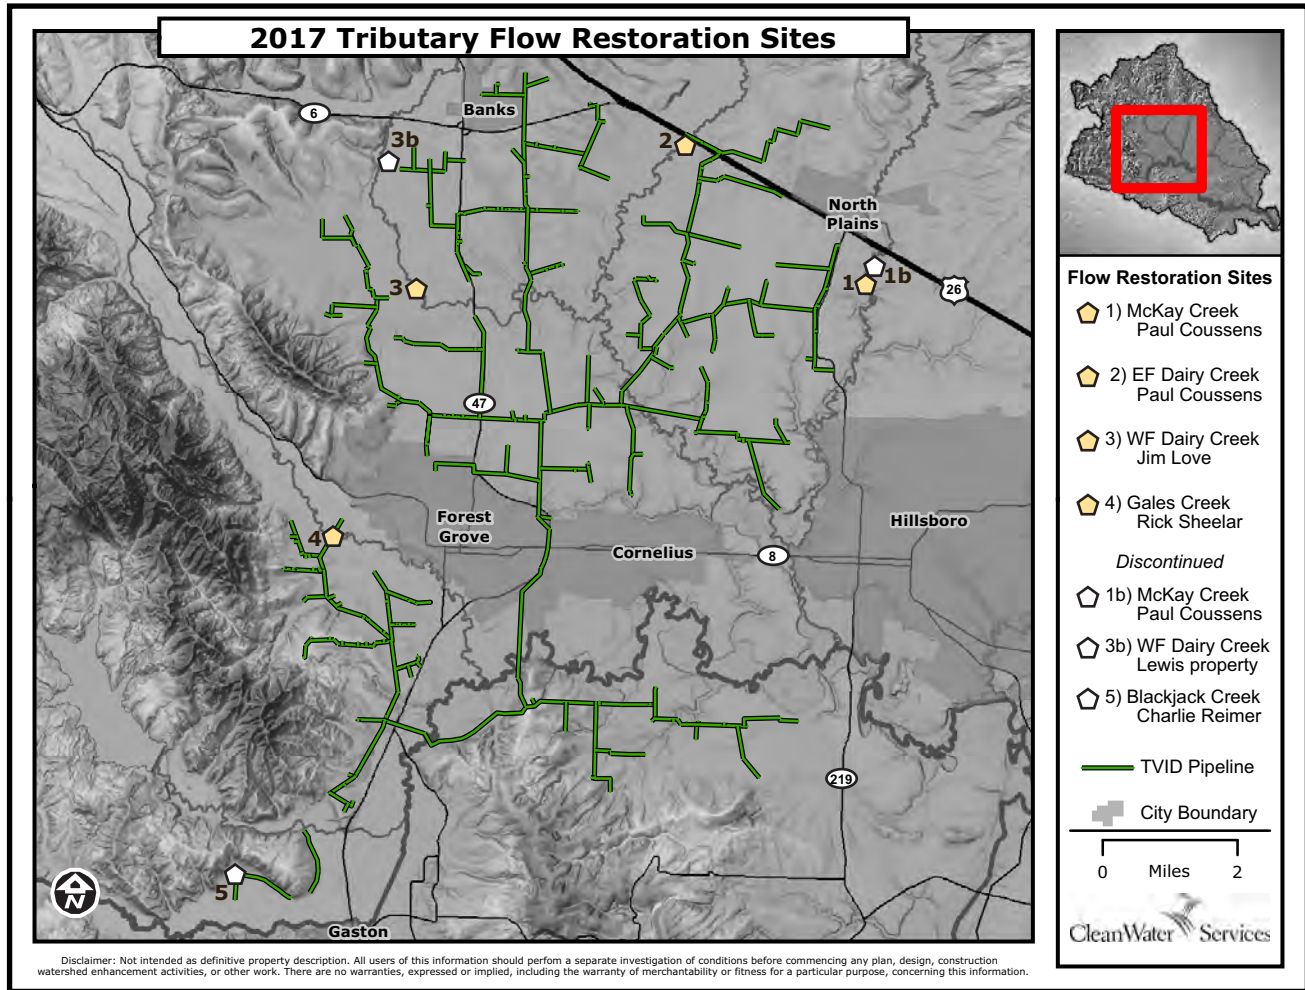 2017 Tributary Flow Restoration Sites
6
Banks
3b
2
North
Plains
1b
1
26
3
47
Forest
Grove
Hillsboro
4
Cornelius
8
219
5
Gaston
N
Flow Restoration Sites
1) McKay Creek
Paul Coussens
2) EF Dairy Creek
Paul Coussens
3) WF Dairy Creek
Jim Love
4) Gales Creek
Rick Sheelar
Discontinued
1b) McKay Creek
Paul Coussens
3b) WF Dairy Creek
Lewis property
5) Blackjack Creek
Charlie Reimer
TVID Pipeline
City Boundary
0 Miles 2
CleanWater Services
Disclaimer: Not intended as definitive property description. All users of this information should perfom a separate investigation of conditions before commencing any plan, design, construction
watershed enhancement activities, or other work. There are no warranties, expressed or implied, including the warranty of merchantability or fitness for a particular purpose, concerning this information.